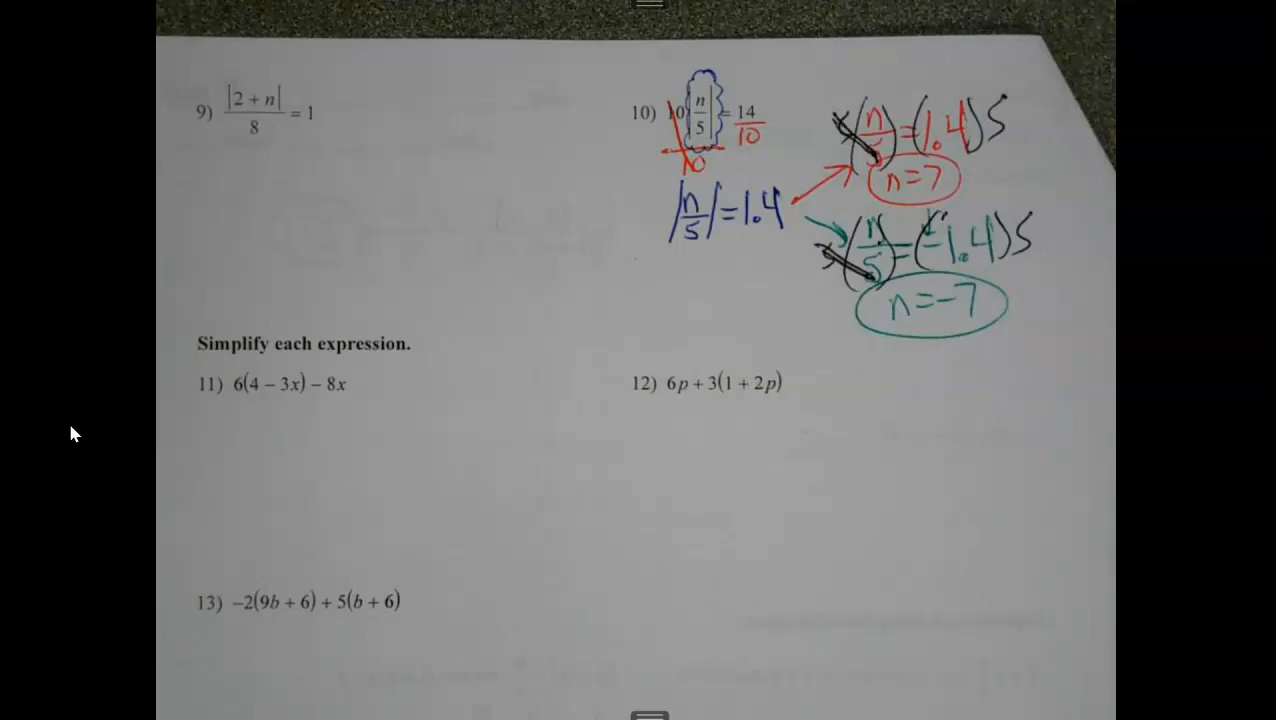 9) |2 + n| / 8 = 1
10) 10 |n/5| = 14
10 10
|n/5| = 1.4
5(n/5) = (1.4)5
n = 7
5(n/5) = (-1.4)5
n = -7
Simplify each expression.
11) 6(4 − 3x) − 8x
12) 6p + 3(1 + 2p)
13) −2(9b + 6) + 5(b + 6)